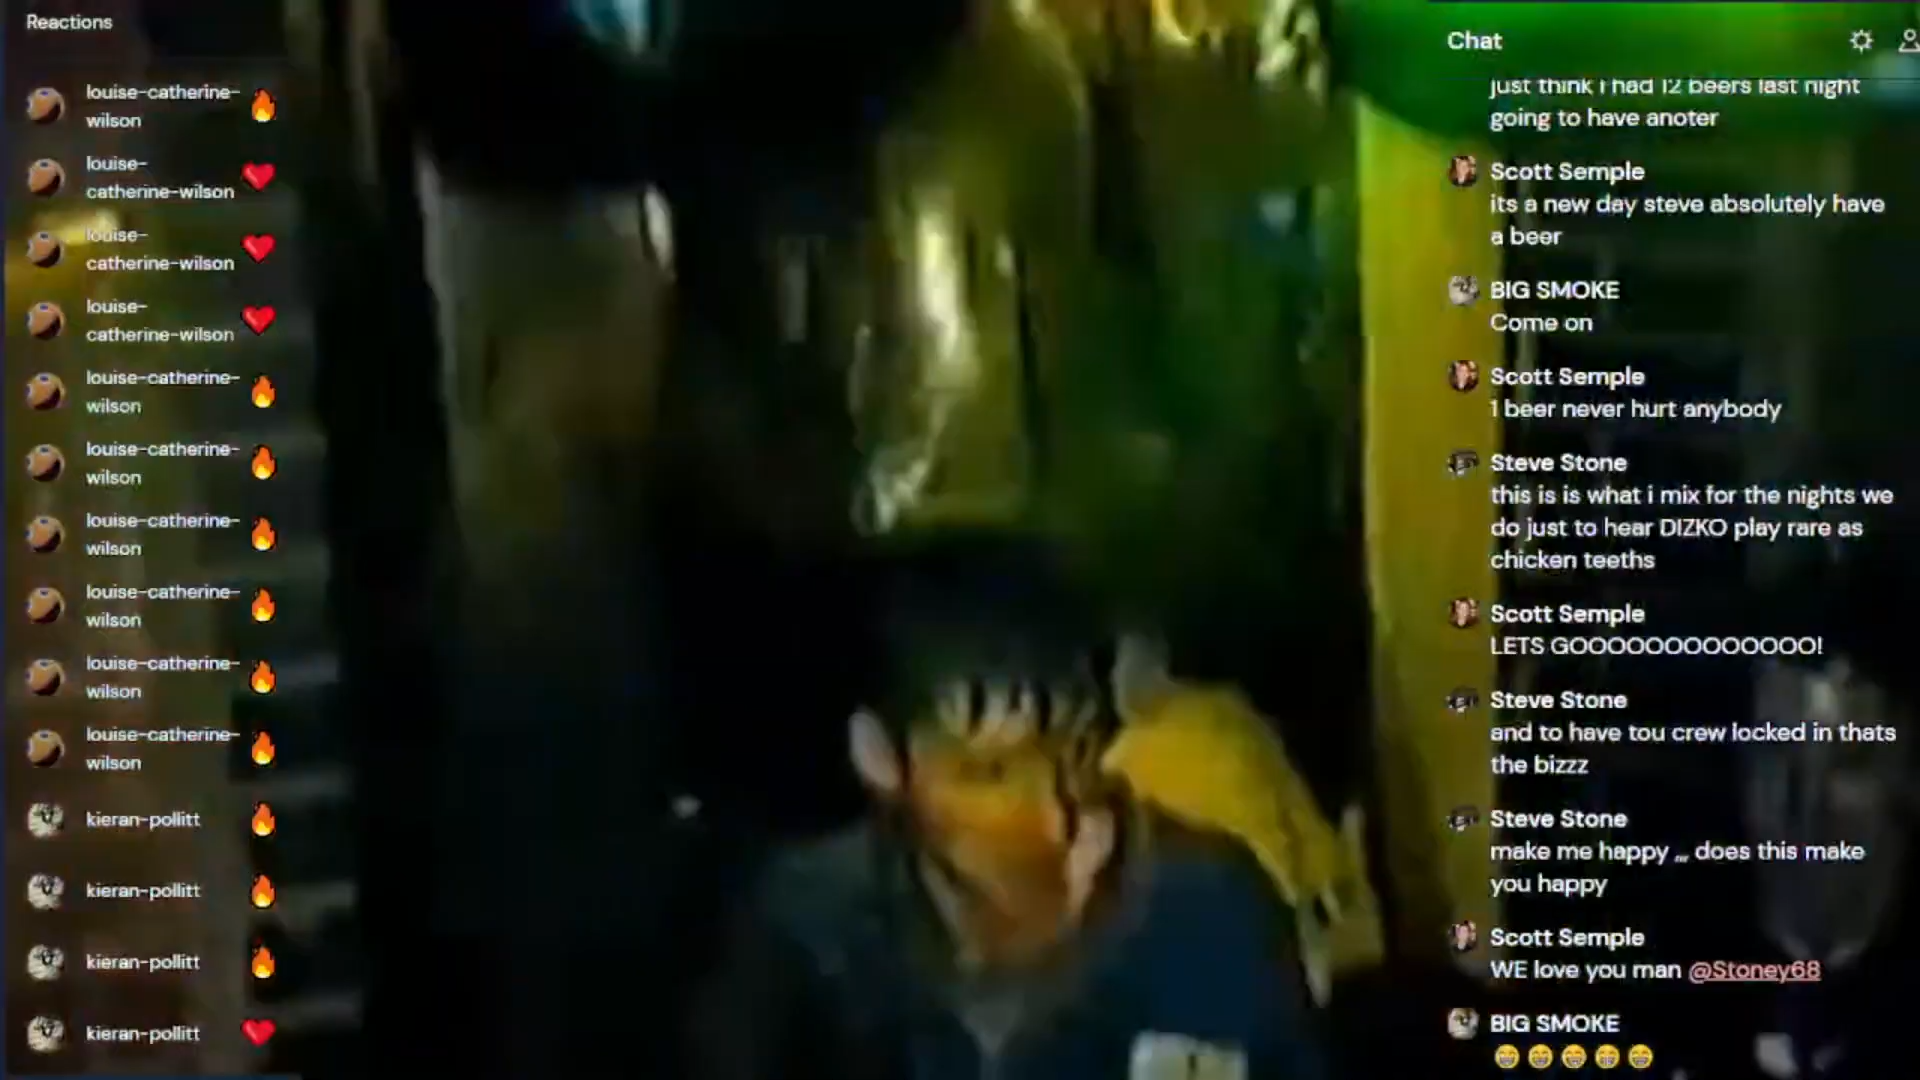 Reactions
louise-catherine-
wilson
louise-
catherine-wilson
louise-
catherine-wilson
louise-
catherine-wilson
louise-catherine-
wilson
louise-catherine-
wilson
louise-catherine-
wilson
louise-catherine-
wilson
louise-catherine-
wilson
louise-catherine-
wilson
kieran-pollitt
kieran-pollitt
kieran-pollitt
kieran-pollitt
Chat
just think i had 12 beers last night
going to have anoter
Scott Semple
its a new day steve absolutely have
a beer
BIG SMOKE
Come on
Scott Semple
1 beer never hurt anybody
Steve Stone
this is is what i mix for the nights we
do just to hear DIZKO play rare as
chicken teeths
Scott Semple
LETS GOOOOOOOOOOOOO!
Steve Stone
and to have tou crew locked in thats
the bizzz
Steve Stone
make me happy ,,, does this make
you happy
Scott Semple
WE love you man @Stoney68
BIG SMOKE
😁😁😁😁😁